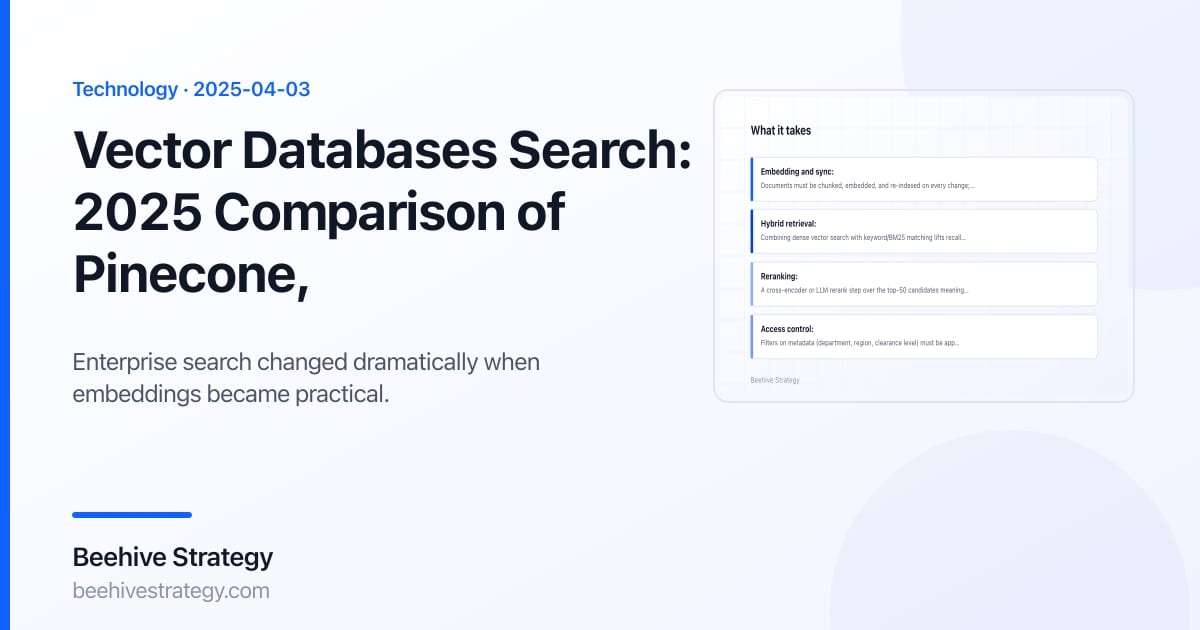 Technology · 2025-04-03
Vector Databases Search:
2025 Comparison of
Pinecone,
Enterprise search changed dramatically when
embeddings became practical.
Beehive Strategy
beehivestrategy.com
What it takes
Embedding and sync:
Documents must be chunked, embedded, and re-indexed on every change;...
Hybrid retrieval:
Combining dense vector search with keyword/BM25 matching lifts recall...
Reranking:
A cross-encoder or LLM rerank step over the top-50 candidates meaning...
Access control:
Filters on metadata (department, region, clearance level) must be app...
Beehive Strategy